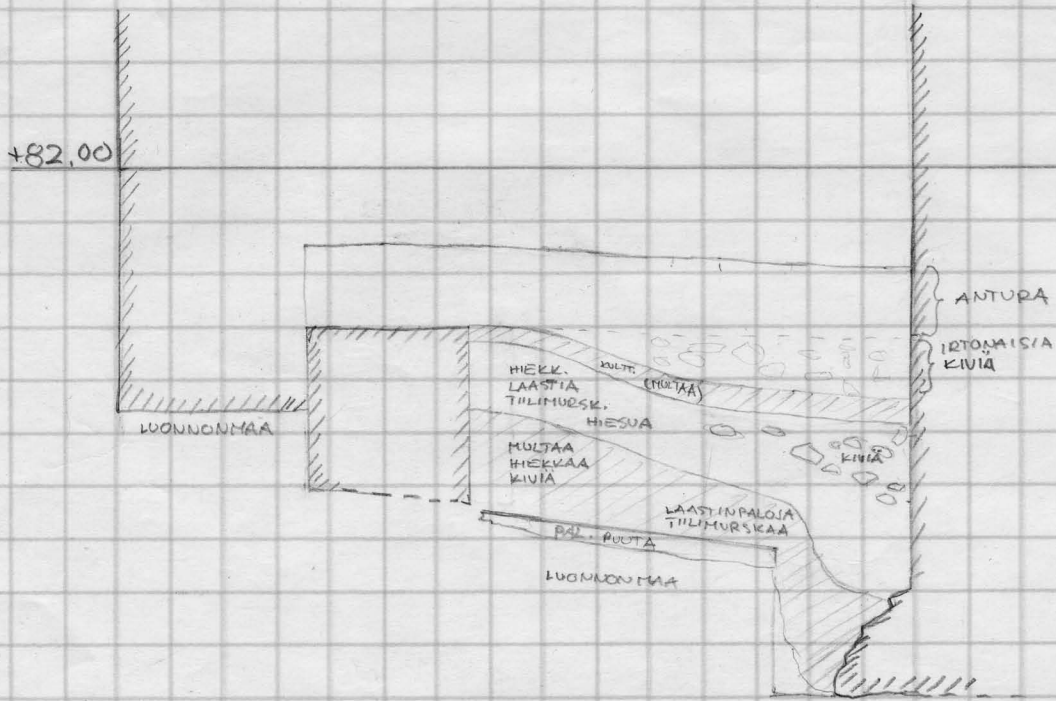 +82.00
ANTURA
IRTONAISIA
KIVIÄ
HIEKK.
LAASTIA
TIILIMURSK.
HIESUA
KULTT.
(MULTAA)
LUONNONMAA
MULTAA
HIEKKAA
KIVIÄ
KIVIÄ
LAASTINPALOJA
TIILIMURSKAA
PAL. PUUTA
LUONNONMAA